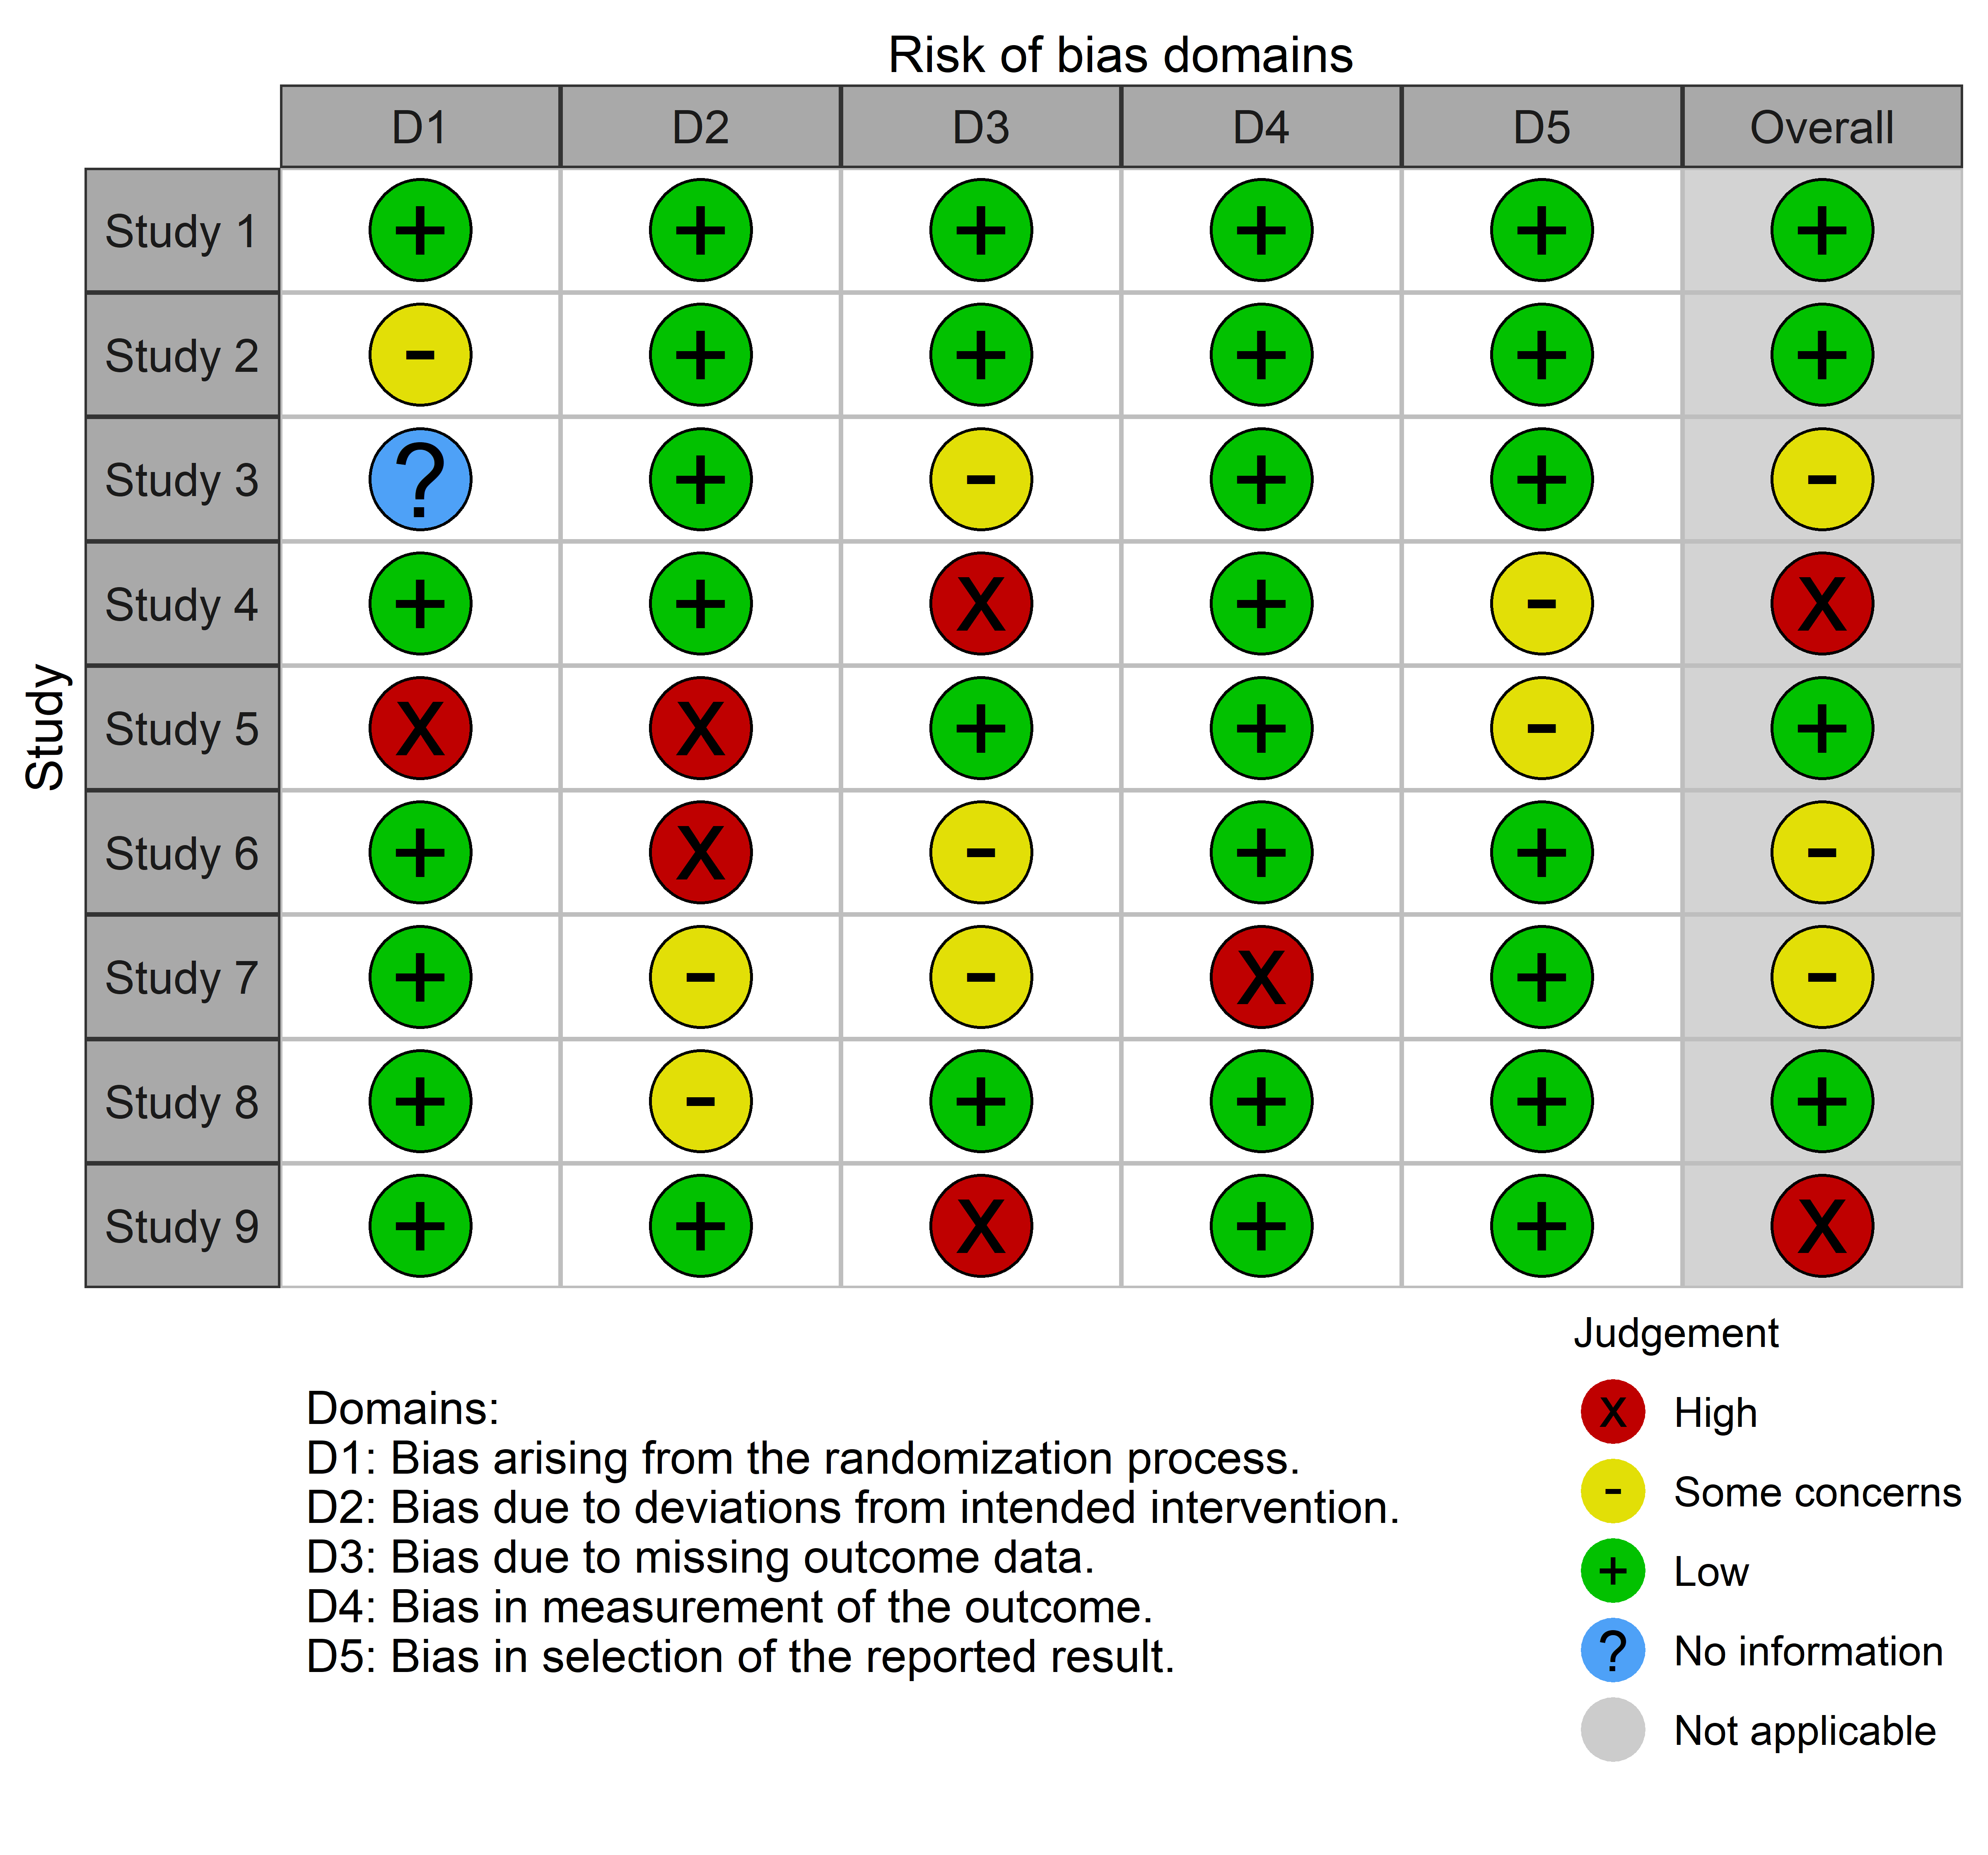 Risk of bias domains
D1 D2 D3 D4 D5 Overall
Study
Study 1 + + + + + +
Study 2 - + + + + +
Study 3 ? + - + + -
Study 4 + + X + - X
Study 5 X X + + - +
Study 6 + X - + + -
Study 7 + - - X + -
Study 8 + - + + + +
Study 9 + + X + + X
Domains:
D1: Bias arising from the randomization process.
D2: Bias due to deviations from intended intervention.
D3: Bias due to missing outcome data.
D4: Bias in measurement of the outcome.
D5: Bias in selection of the reported result.
Judgement
X High
- Some concerns
+ Low
? No information
Not applicable